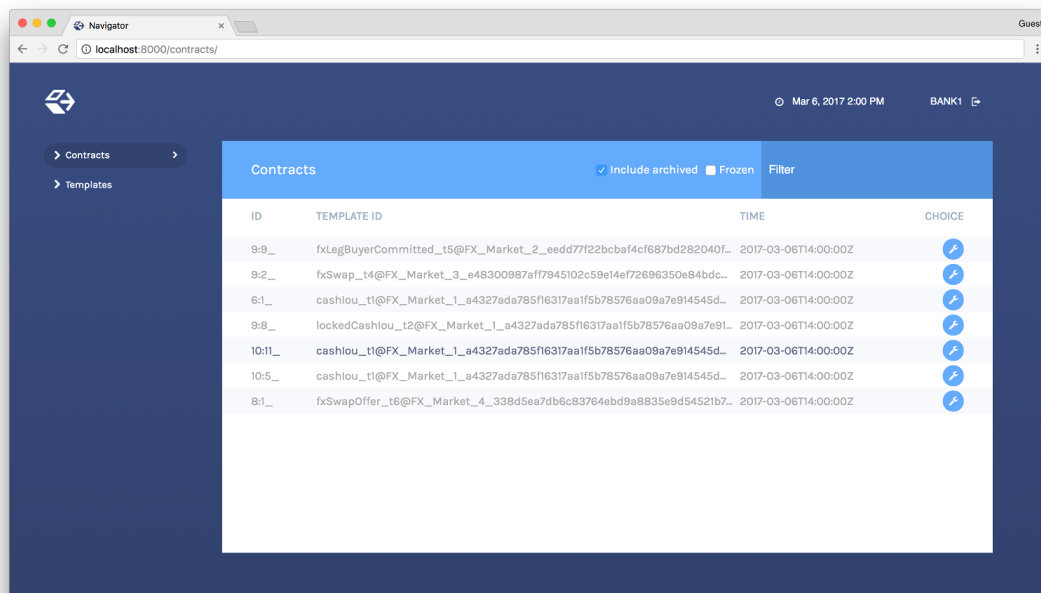 Navigator
Guest
localhost:8000/contracts/
Mar 6, 2017 2:00 PM BANK1
Contracts
Templates
Contracts Include archived Frozen Filter
ID TEMPLATE ID TIME CHOICE
9:9_ fxLegBuyerCommitted_t5@FX_Market_2_eedd77f22bcbaf4cf687bd282040f... 2017-03-06T14:00:00Z
9:2_ fxSwap_t4@FX_Market_3_e48300987aff7945102c59e14ef72696350e84bdc... 2017-03-06T14:00:00Z
6:1_ cashIou_t1@FX_Market_1_a4327ada785f16317aa1f5b78576aa09a7e914545d... 2017-03-06T14:00:00Z
9:8_ lockedCashIou_t2@FX_Market_1_a4327ada785f16317aa1f5b78576aa09a7e91... 2017-03-06T14:00:00Z
10:11_ cashIou_t1@FX_Market_1_a4327ada785f16317aa1f5b78576aa09a7e914545d... 2017-03-06T14:00:00Z
10:5_ cashIou_t1@FX_Market_1_a4327ada785f16317aa1f5b78576aa09a7e914545d... 2017-03-06T14:00:00Z
8:1_ fxSwapOffer_t6@FX_Market_4_338d5ea7db6c83764ebd9a8835e9d54521b7... 2017-03-06T14:00:00Z